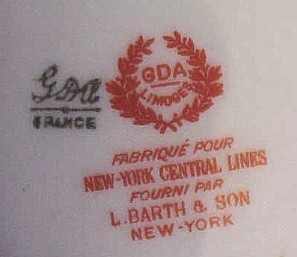 GDA
FRANCE
GDA
LIMOGES
FABRIQUÉ POUR
NEW-YORK CENTRAL LINES
FOURNI PAR
L. BARTH & SON
NEW-YORK